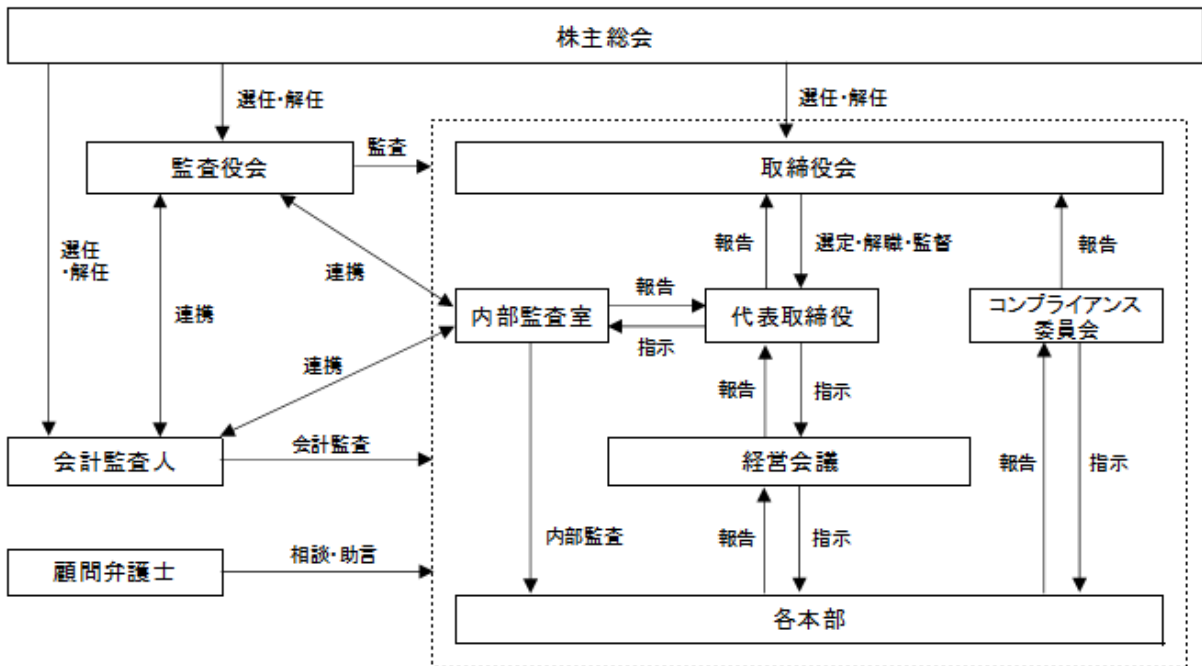 株主総会
選任・解任
選任・解任
監査役会
監査
取締役会
選任
・解任
連携
連携
報告
選定・解職・監督
報告
内部監査室
報告
指示
代表取締役
コンプライアンス
委員会
連携
報告
指示
会計監査人
会計監査
経営会議
報告
指示
内部監査
報告
指示
顧問弁護士
相談・助言
各本部